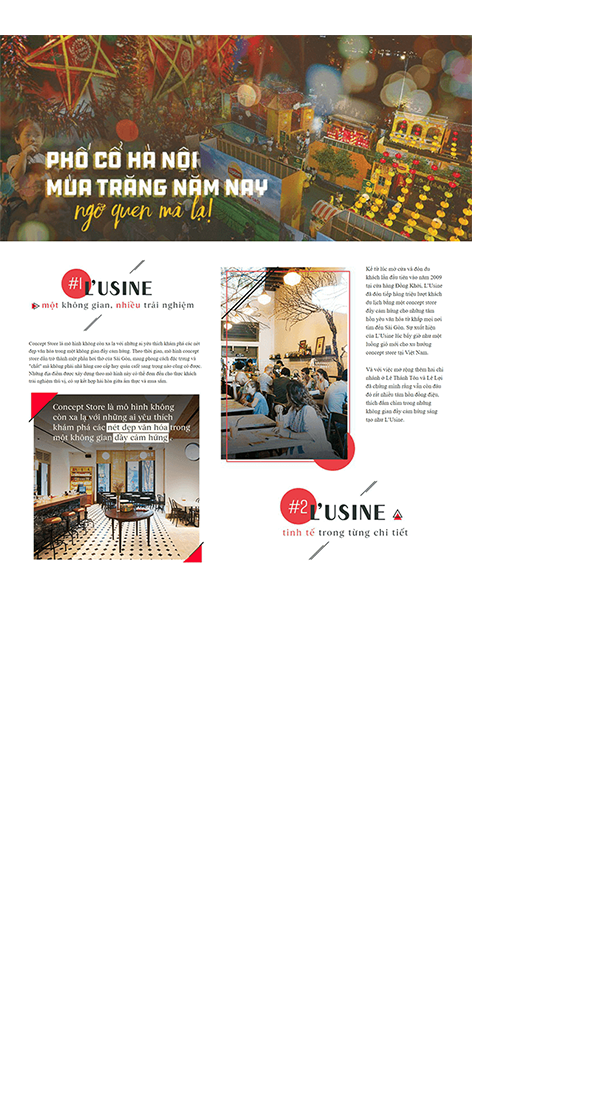 PHỐ CỔ HÀ NỘI
MÙA TRĂNG NĂM NAY
ngỡ quen mà lạ!
#1 L'USINE
một không gian, nhiều trải nghiệm
Concept Store là mô hình không còn xa lạ với những ai yêu thích khám phá các nét
đẹp văn hóa trong một không gian đầy cảm hứng. Theo thời gian, mô hình concept
store dần trở thành một phần hơi thở của Sài Gòn, mang phong cách đặc trưng và
"chất" mà không phải nhà hàng cao cấp hay quán café sang trọng nào cũng có được.
Những địa điểm được xây dựng theo mô hình này có thể đem đến cho thực khách
trải nghiệm thú vị, có sự kết hợp hài hòa giữa ẩm thực và mua sắm.
Concept Store là mô hình không
còn xa lạ với những ai yêu thích
khám phá các nét đẹp văn hóa trong
một không gian đầy cảm hứng.
Kể từ lúc mở cửa và đón du
khách lần đầu tiên vào năm 2009
tại cửa hàng Đồng Khởi, L'Usine
đã đón tiếp hàng triệu lượt khách
du lịch bằng một concept store
đầy cảm hứng cho những tâm
hồn yêu văn hóa từ khắp mọi nơi
tìm đến Sài Gòn. Sự xuất hiện
của L'Usine lúc bấy giờ như một
luồng gió mới cho xu hướng
concept store tại Việt Nam.
Và với việc mở rộng thêm hai chi
nhánh ở Lê Thánh Tôn và Lê Lợi
đã chứng minh rằng vẫn còn đâu
đó rất nhiều tâm hồn đồng điệu,
thích đắm chìm trong những
không gian đầy cảm hứng sáng
tạo như L'Usine.
#2 L'USINE
tinh tế trong từng chi tiết